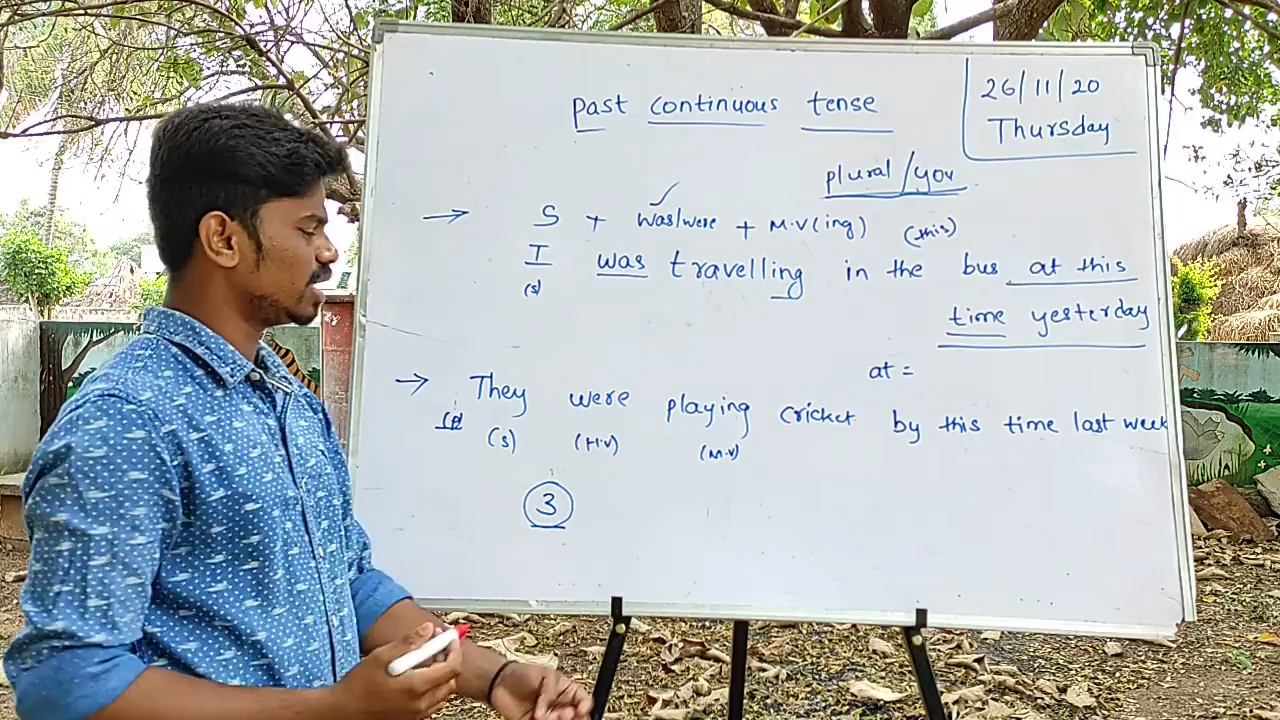 past continuous tense
26/11/20
Thursday
plural/you
→ S + was/were + M.V(ing) (this)
I was travelling in the bus at this
(s)
time yesterday
at =
→ They were playing cricket by this time last week
(s) (H.V) (M.V)
3